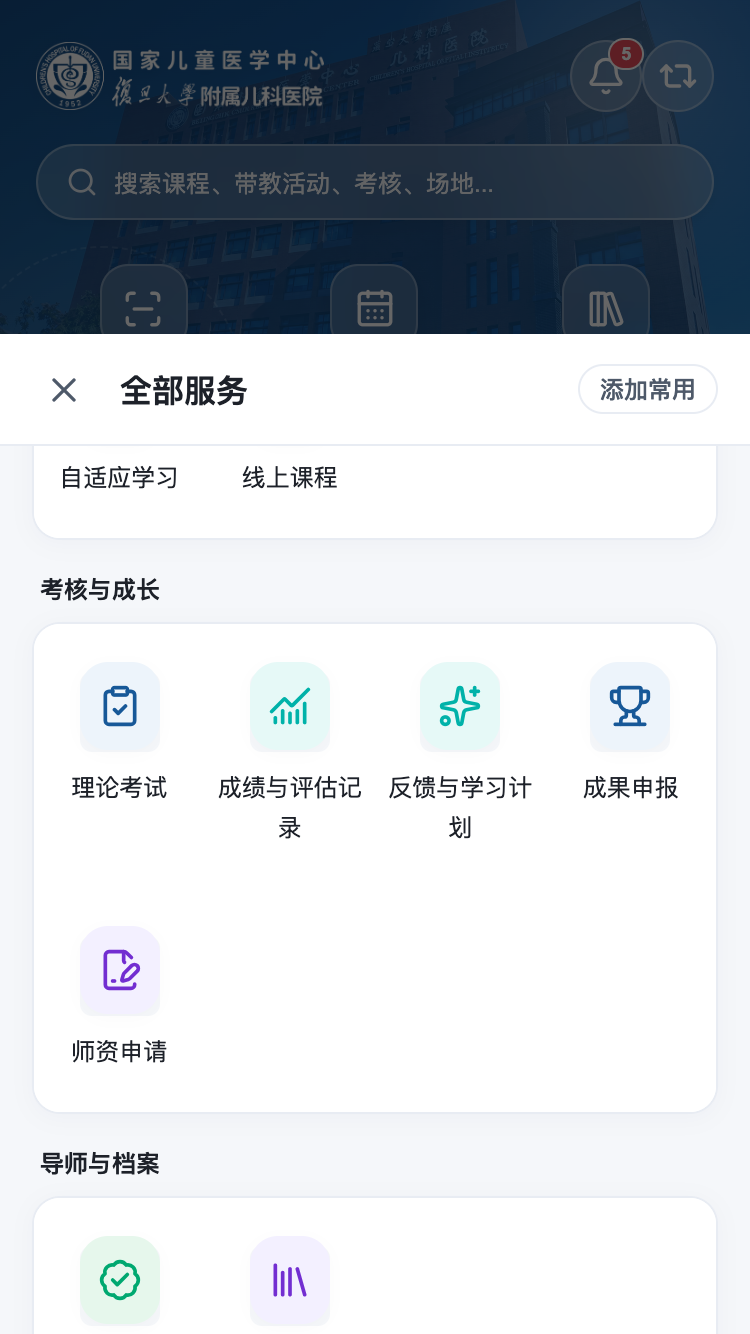 国家儿童医学中心
復旦大学附属儿科医院
1952
5
搜索课程、带教活动、考核、场地...
全部服务
添加常用
自适应学习
线上课程
考核与成长
理论考试
成绩与评估记
录
反馈与学习计
划
成果申报
师资申请
导师与档案